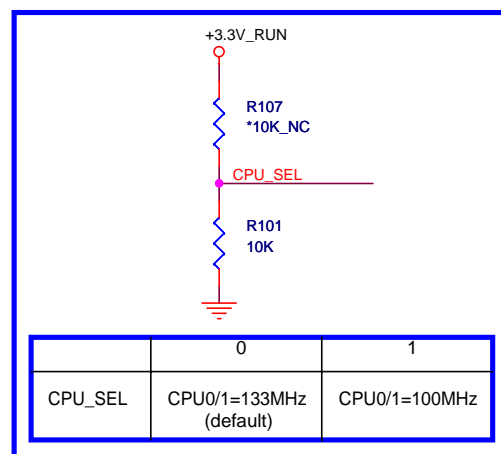 +3.3V_RUN
R107
*10K_NC
CPU_SEL
R101
10K
0 1
CPU_SEL CPU0/1=133MHz CPU0/1=100MHz
(default)